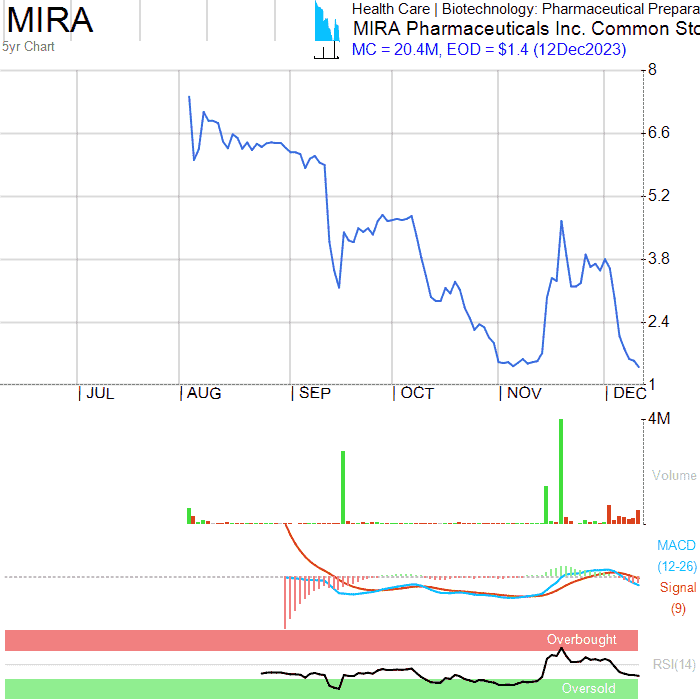 MIRA
5yr Chart
Health Care | Biotechnology: Pharmaceutical Prepara
MIRA Pharmaceuticals Inc. Common Sto
MC = 20.4M, EOD = $1.4 (12Dec2023)
8
6.6
5.2
3.8
2.4
1
| JUL | AUG | SEP | OCT | NOV | DEC
4M
Volume
MACD
(12-26)
Signal
(9)
Overbought
RSI(14)
Oversold